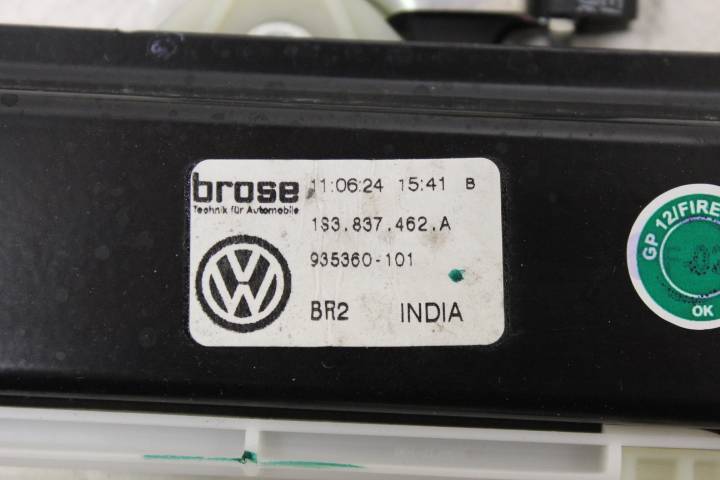 brose 11:06:24 15:41 B
Technik für Automobile
1S3.837.462.A
935360-101
BR2 INDIA
GP 12/FIRE
OK